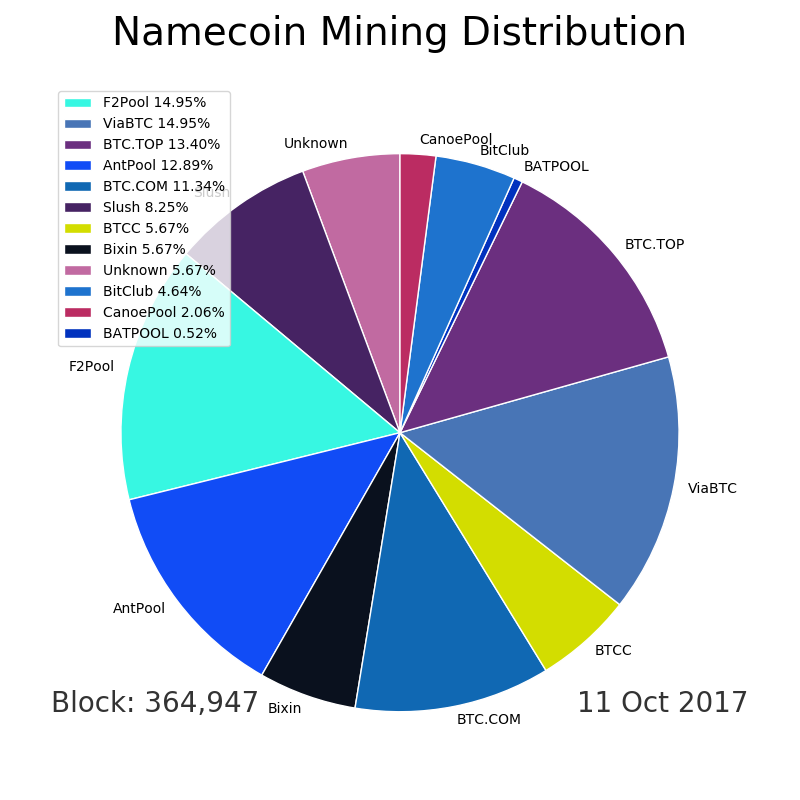 Namecoin Mining Distribution
F2Pool 14.95%
ViaBTC 14.95%
BTC.TOP 13.40%
AntPool 12.89%
BTC.COM 11.34%
Slush 8.25%
BTCC 5.67%
Bixin 5.67%
Unknown 5.67%
BitClub 4.64%
CanoePool 2.06%
BATPOOL 0.52%
Unknown
CanoePool
BitClub
BATPOOL
Slush
BTC.TOP
F2Pool
ViaBTC
AntPool
BTCC
Bixin
BTC.COM
Block: 364,947
11 Oct 2017